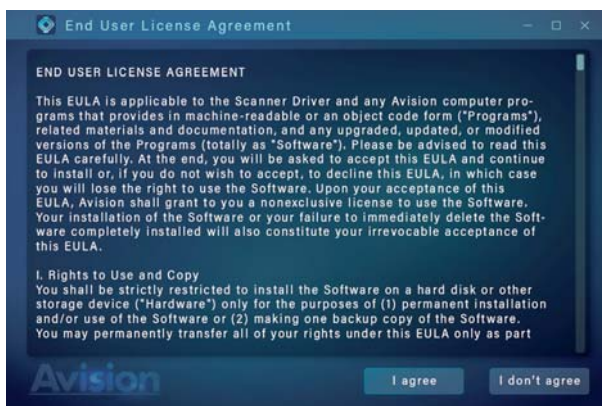 End User License Agreement
END USER LICENSE AGREEMENT
This EULA is applicable to the Scanner Driver and any Avision computer pro-
grams that provides in machine-readable or an object code form ("Programs"),
related materials and documentation, and any upgraded, updated, or modified
versions of the Programs (totally as "Software"). Please be advised to read this
EULA carefully. At the end, you will be asked to accept this EULA and continue
to install or, if you do not wish to accept, to decline this EULA, in which case
you will lose the right to use the Software. Upon your acceptance of this
EULA, Avision shall grant to you a nonexclusive license to use the Software.
Your installation of the Software or your failure to immediately delete the Soft-
ware completely installed will also constitute your irrevocable acceptance of
this EULA.
I. Rights to Use and Copy
You shall be strictly restricted to install the Software on a hard disk or other
storage device ("Hardware") only for the purposes of (1) permanent installation
and/or use of the Software or (2) making one backup copy of the Software.
You may permanently transfer all of your rights under this EULA only as part
Avision
I agree
I don't agree